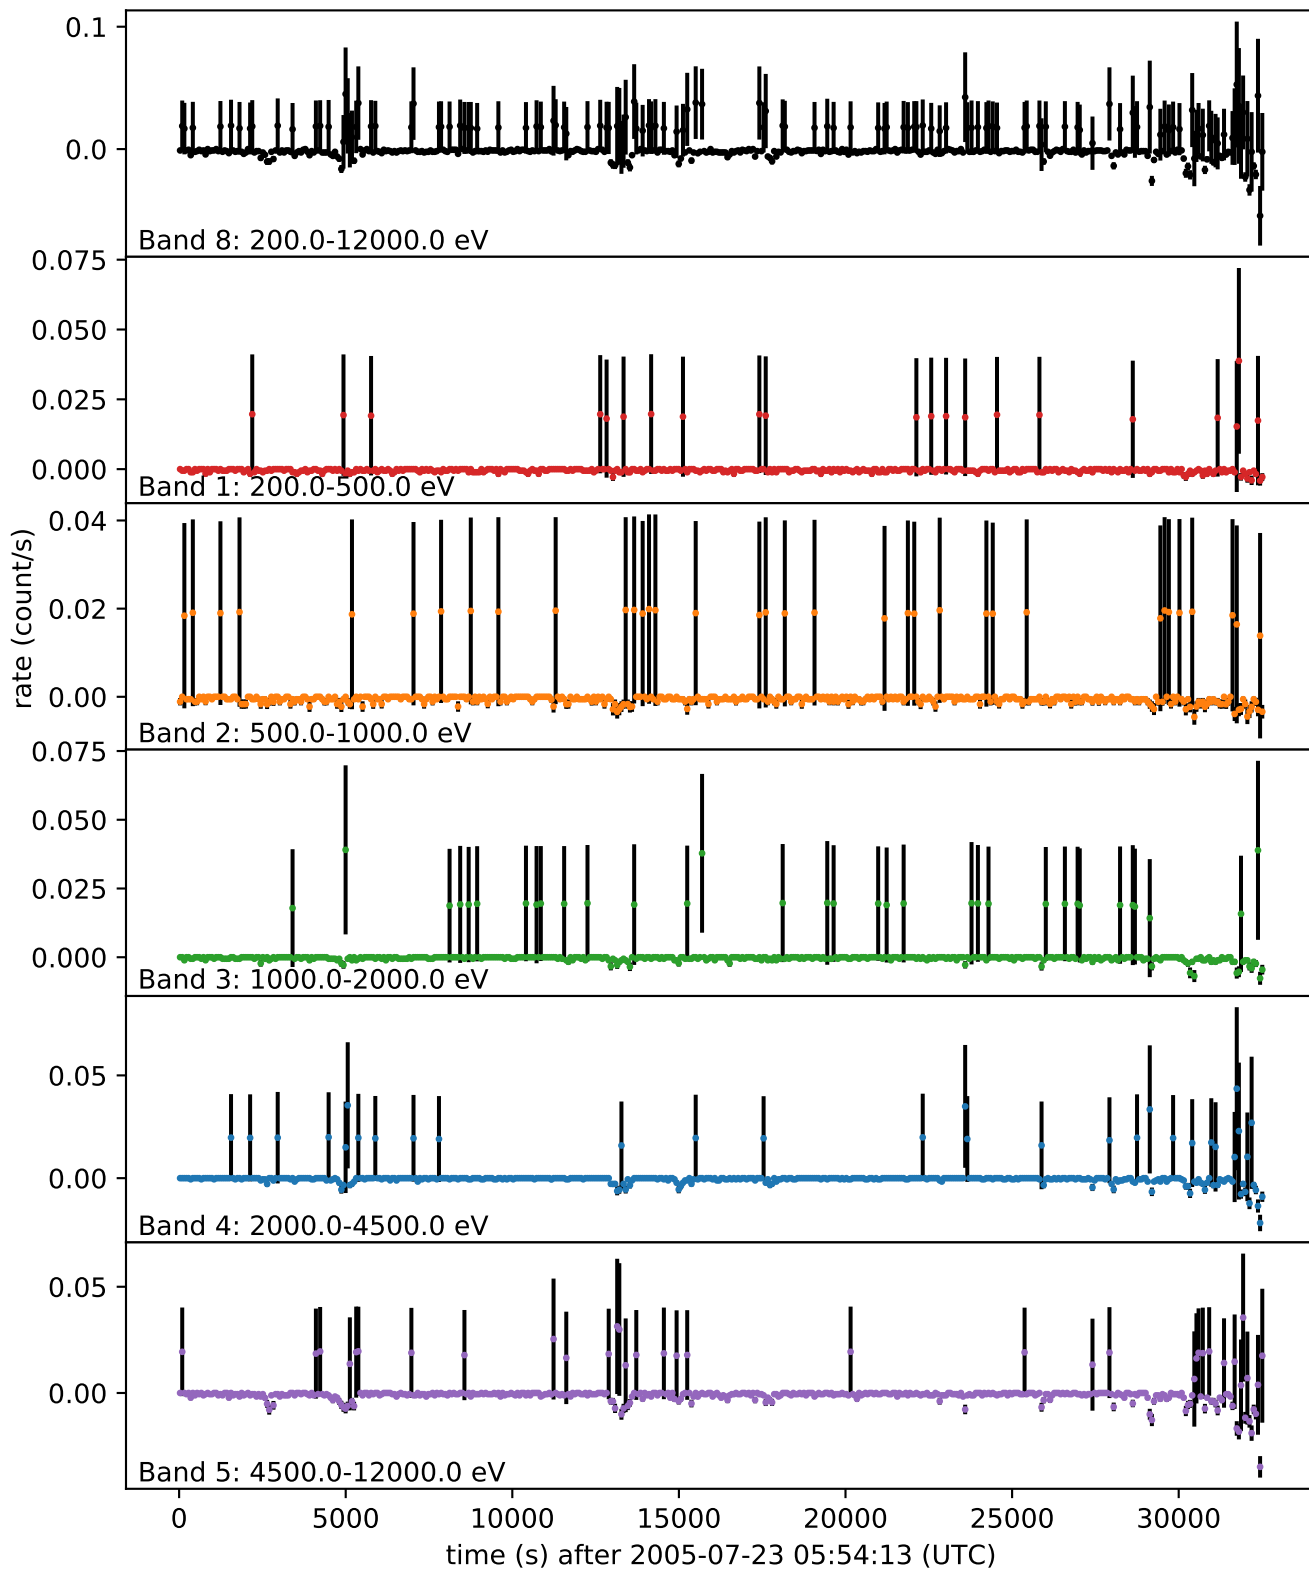 0.1
0.0
Band 8: 200.0-12000.0 eV
0.075
0.050
0.025
0.000
Band 1: 200.0-500.0 eV
0.04
0.02
0.00
Band 2: 500.0-1000.0 eV
rate (count/s)
0.075
0.050
0.025
0.000
Band 3: 1000.0-2000.0 eV
0.05
0.00
Band 4: 2000.0-4500.0 eV
0.05
0.00
Band 5: 4500.0-12000.0 eV
0 5000 10000 15000 20000 25000 30000
time (s) after 2005-07-23 05:54:13 (UTC)